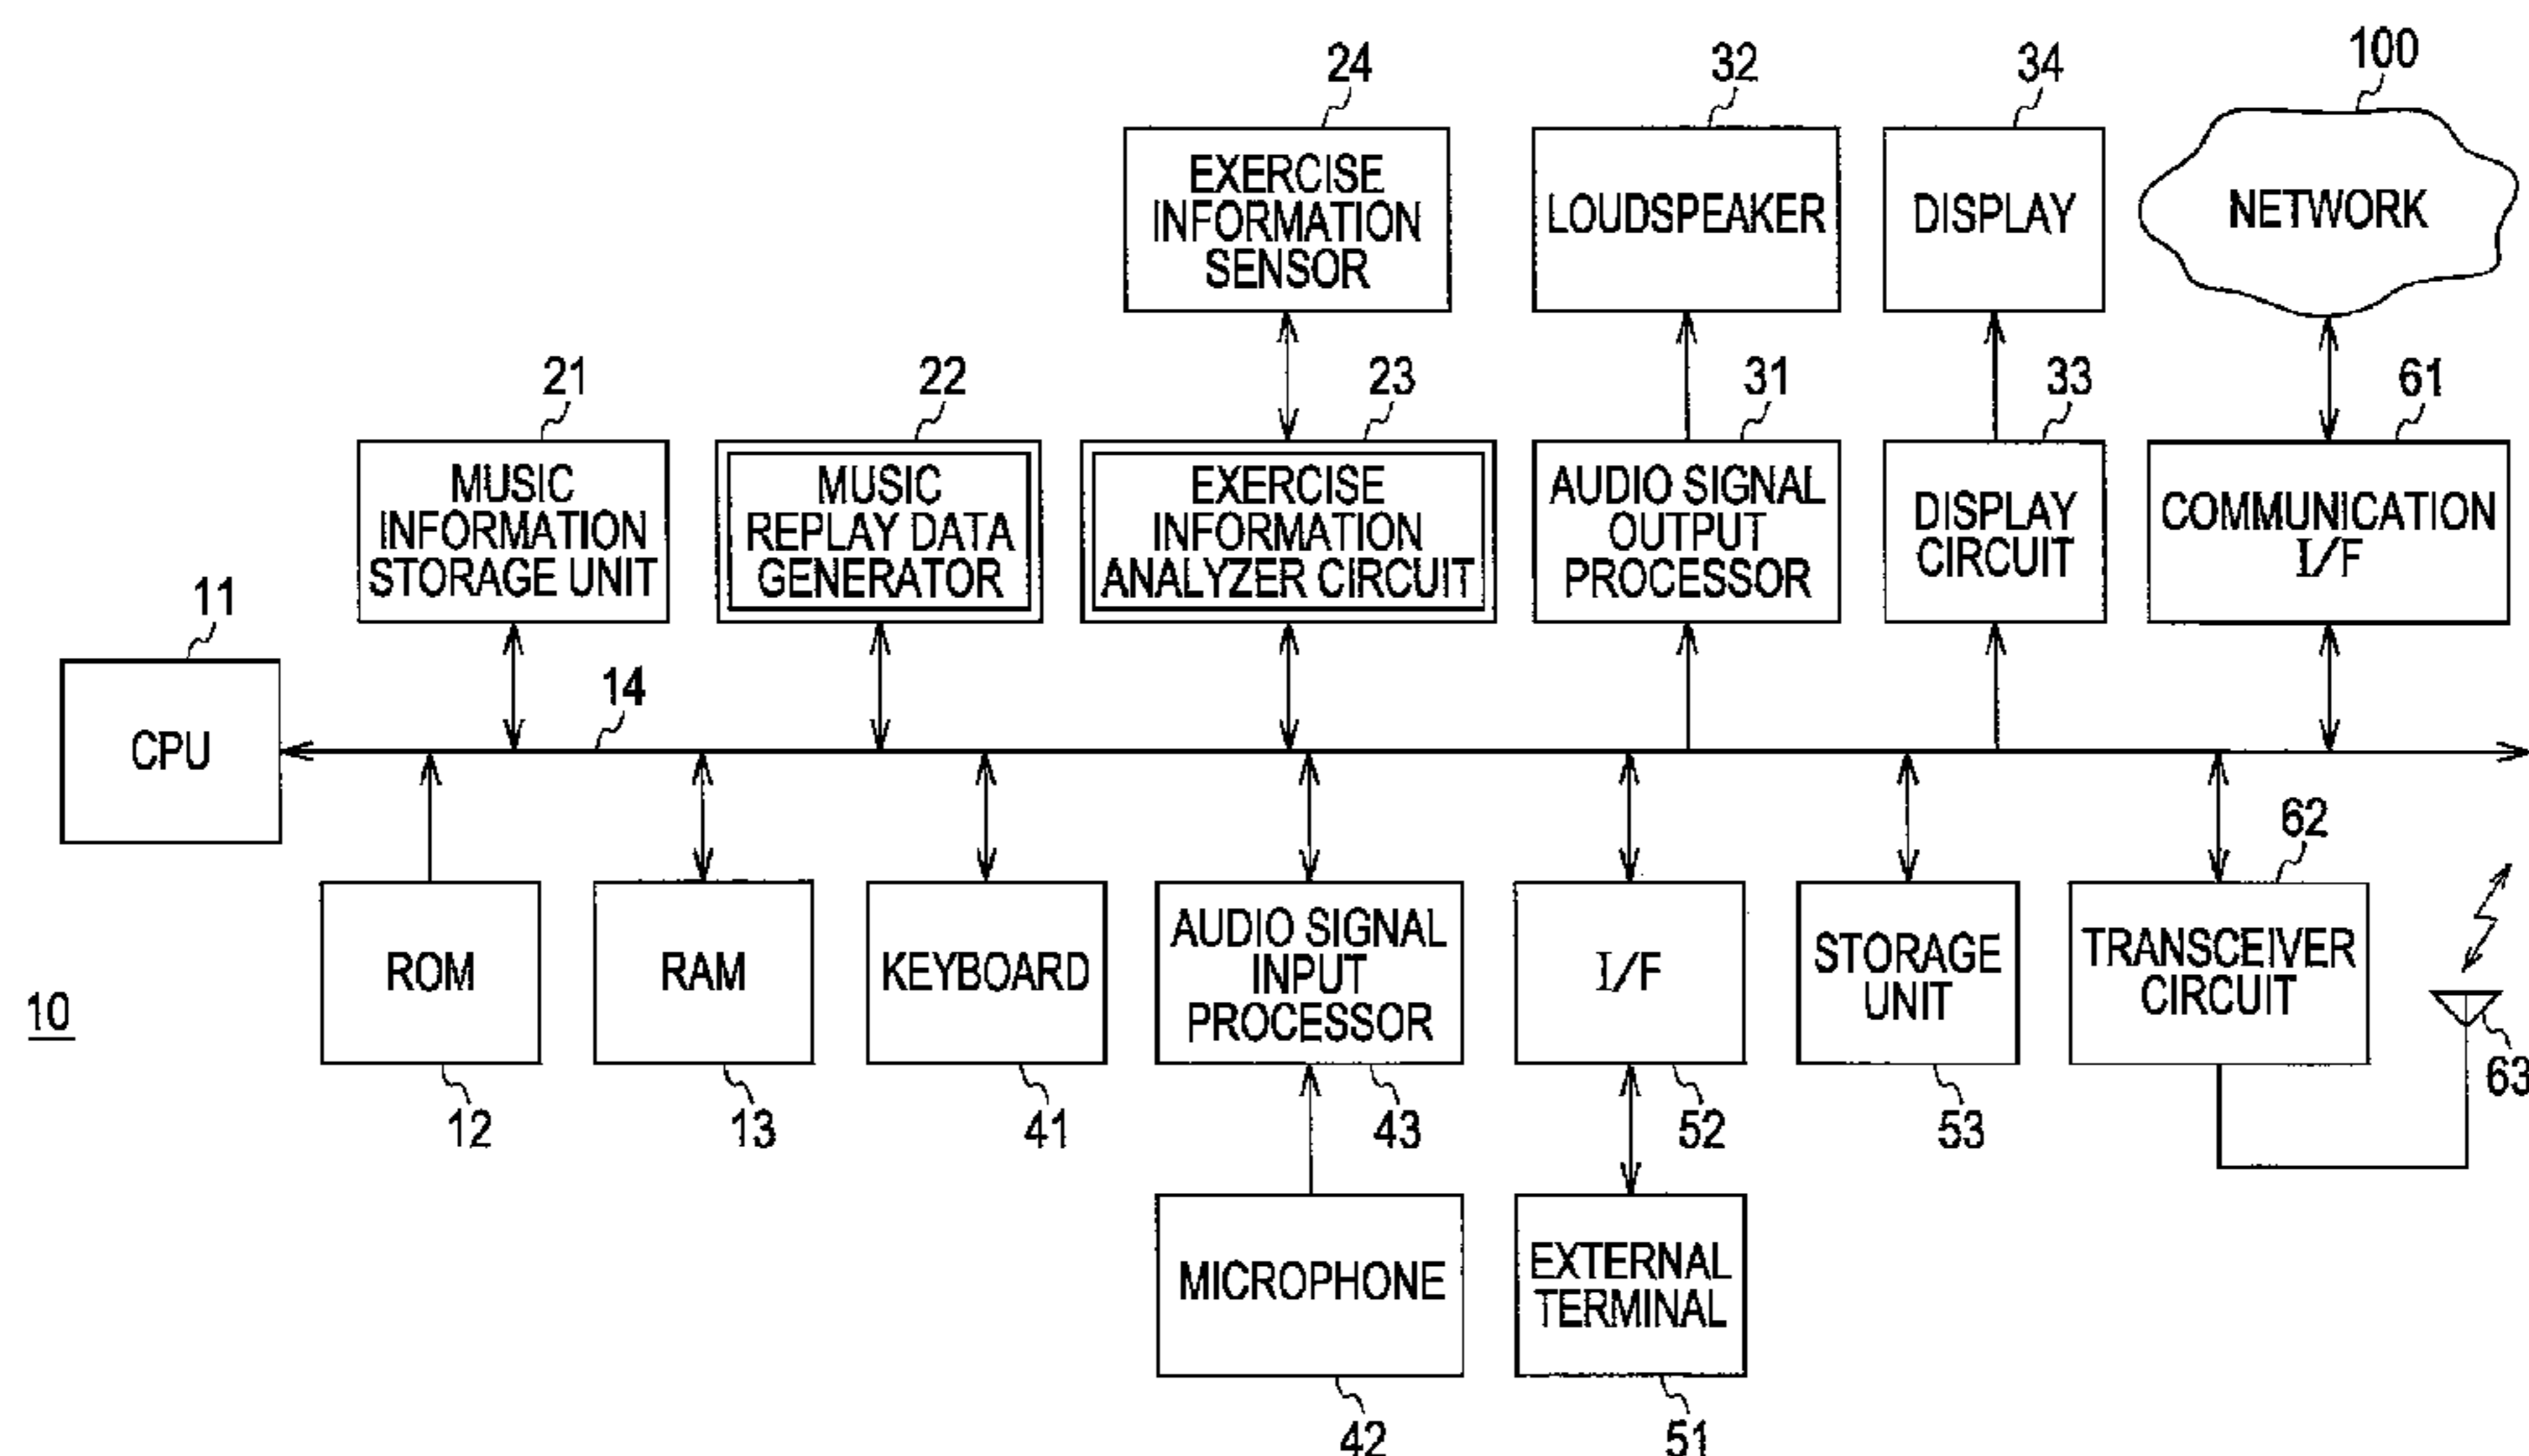 24
32
34
100
EXERCISE
INFORMATION
SENSOR
LOUDSPEAKER
DISPLAY
NETWORK
21
22
23
31
33
61
MUSIC
INFORMATION
STORAGE UNIT
MUSIC
REPLAY DATA
GENERATOR
EXERCISE
INFORMATION
ANALYZER CIRCUIT
AUDIO SIGNAL
OUTPUT
PROCESSOR
DISPLAY
CIRCUIT
COMMUNICATION
I/F
11
14
CPU
62
ROM
RAM
KEYBOARD
AUDIO SIGNAL
INPUT
PROCESSOR
I/F
STORAGE
UNIT
TRANSCEIVER
CIRCUIT
10
63
12
13
41
43
52
53
MICROPHONE
EXTERNAL
TERMINAL
42
51